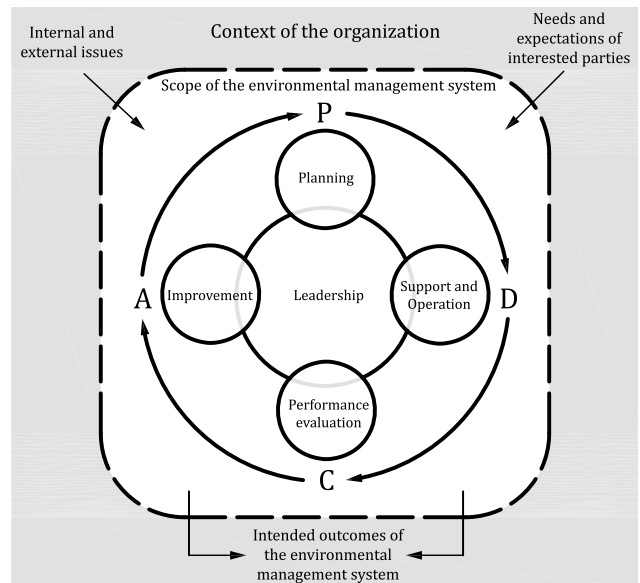 Internal and
external issues
Context of the organization
Needs and
expectations of
interested parties
Scope of the environmental management system
P
Planning
A
Improvement
Leadership
Support and
Operation
D
Performance
evaluation
C
Intended outcomes of
the environmental
management system